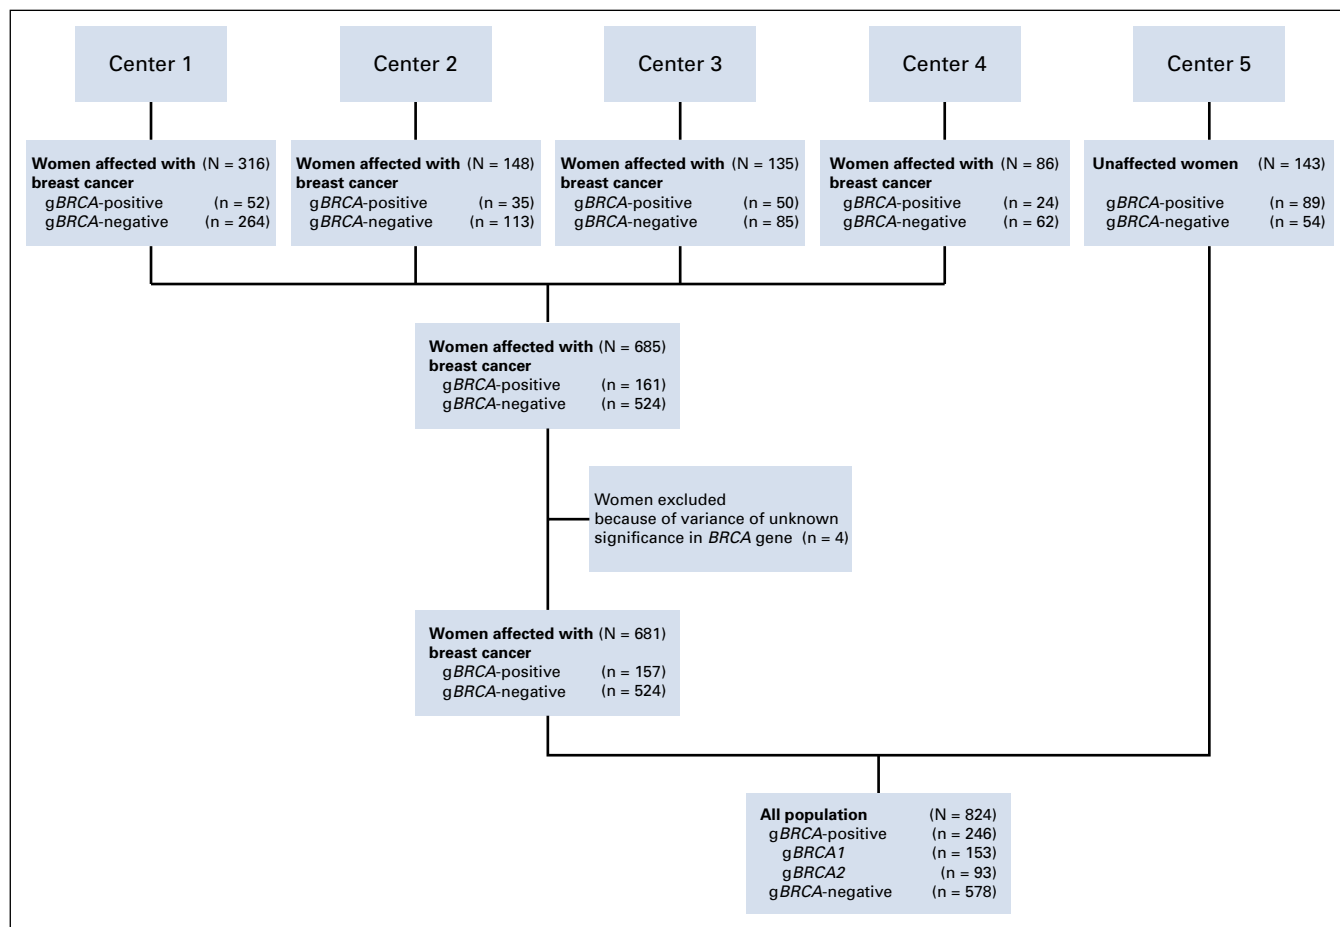 Center 1
Center 2
Center 3
Center 4
Center 5
Women affected with (N = 316)
breast cancer
gBRCA-positive (n = 52)
gBRCA-negative (n = 264)
Women affected with (N = 148)
breast cancer
gBRCA-positive (n = 35)
gBRCA-negative (n = 113)
Women affected with (N = 135)
breast cancer
gBRCA-positive (n = 50)
gBRCA-negative (n = 85)
Women affected with (N = 86)
breast cancer
gBRCA-positive (n = 24)
gBRCA-negative (n = 62)
Unaffected women (N = 143)
gBRCA-positive (n = 89)
gBRCA-negative (n = 54)
Women affected with (N = 685)
breast cancer
gBRCA-positive (n = 161)
gBRCA-negative (n = 524)
Women excluded
because of variance of unknown
significance in BRCA gene (n = 4)
Women affected with (N = 681)
breast cancer
gBRCA-positive (n = 157)
gBRCA-negative (n = 524)
All population (N = 824)
gBRCA-positive (n = 246)
gBRCA1 (n = 153)
gBRCA2 (n = 93)
gBRCA-negative (n = 578)